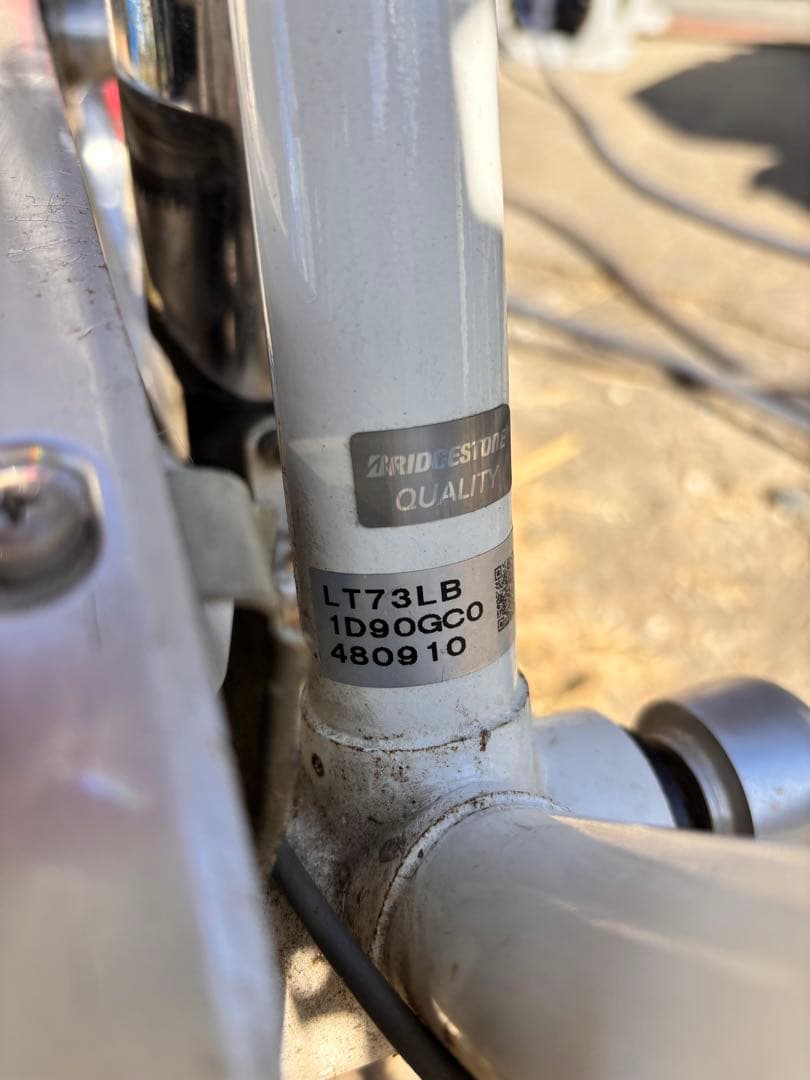 BRIDGESTONE
QUALITY
LT73LB
1D90GC0
480910